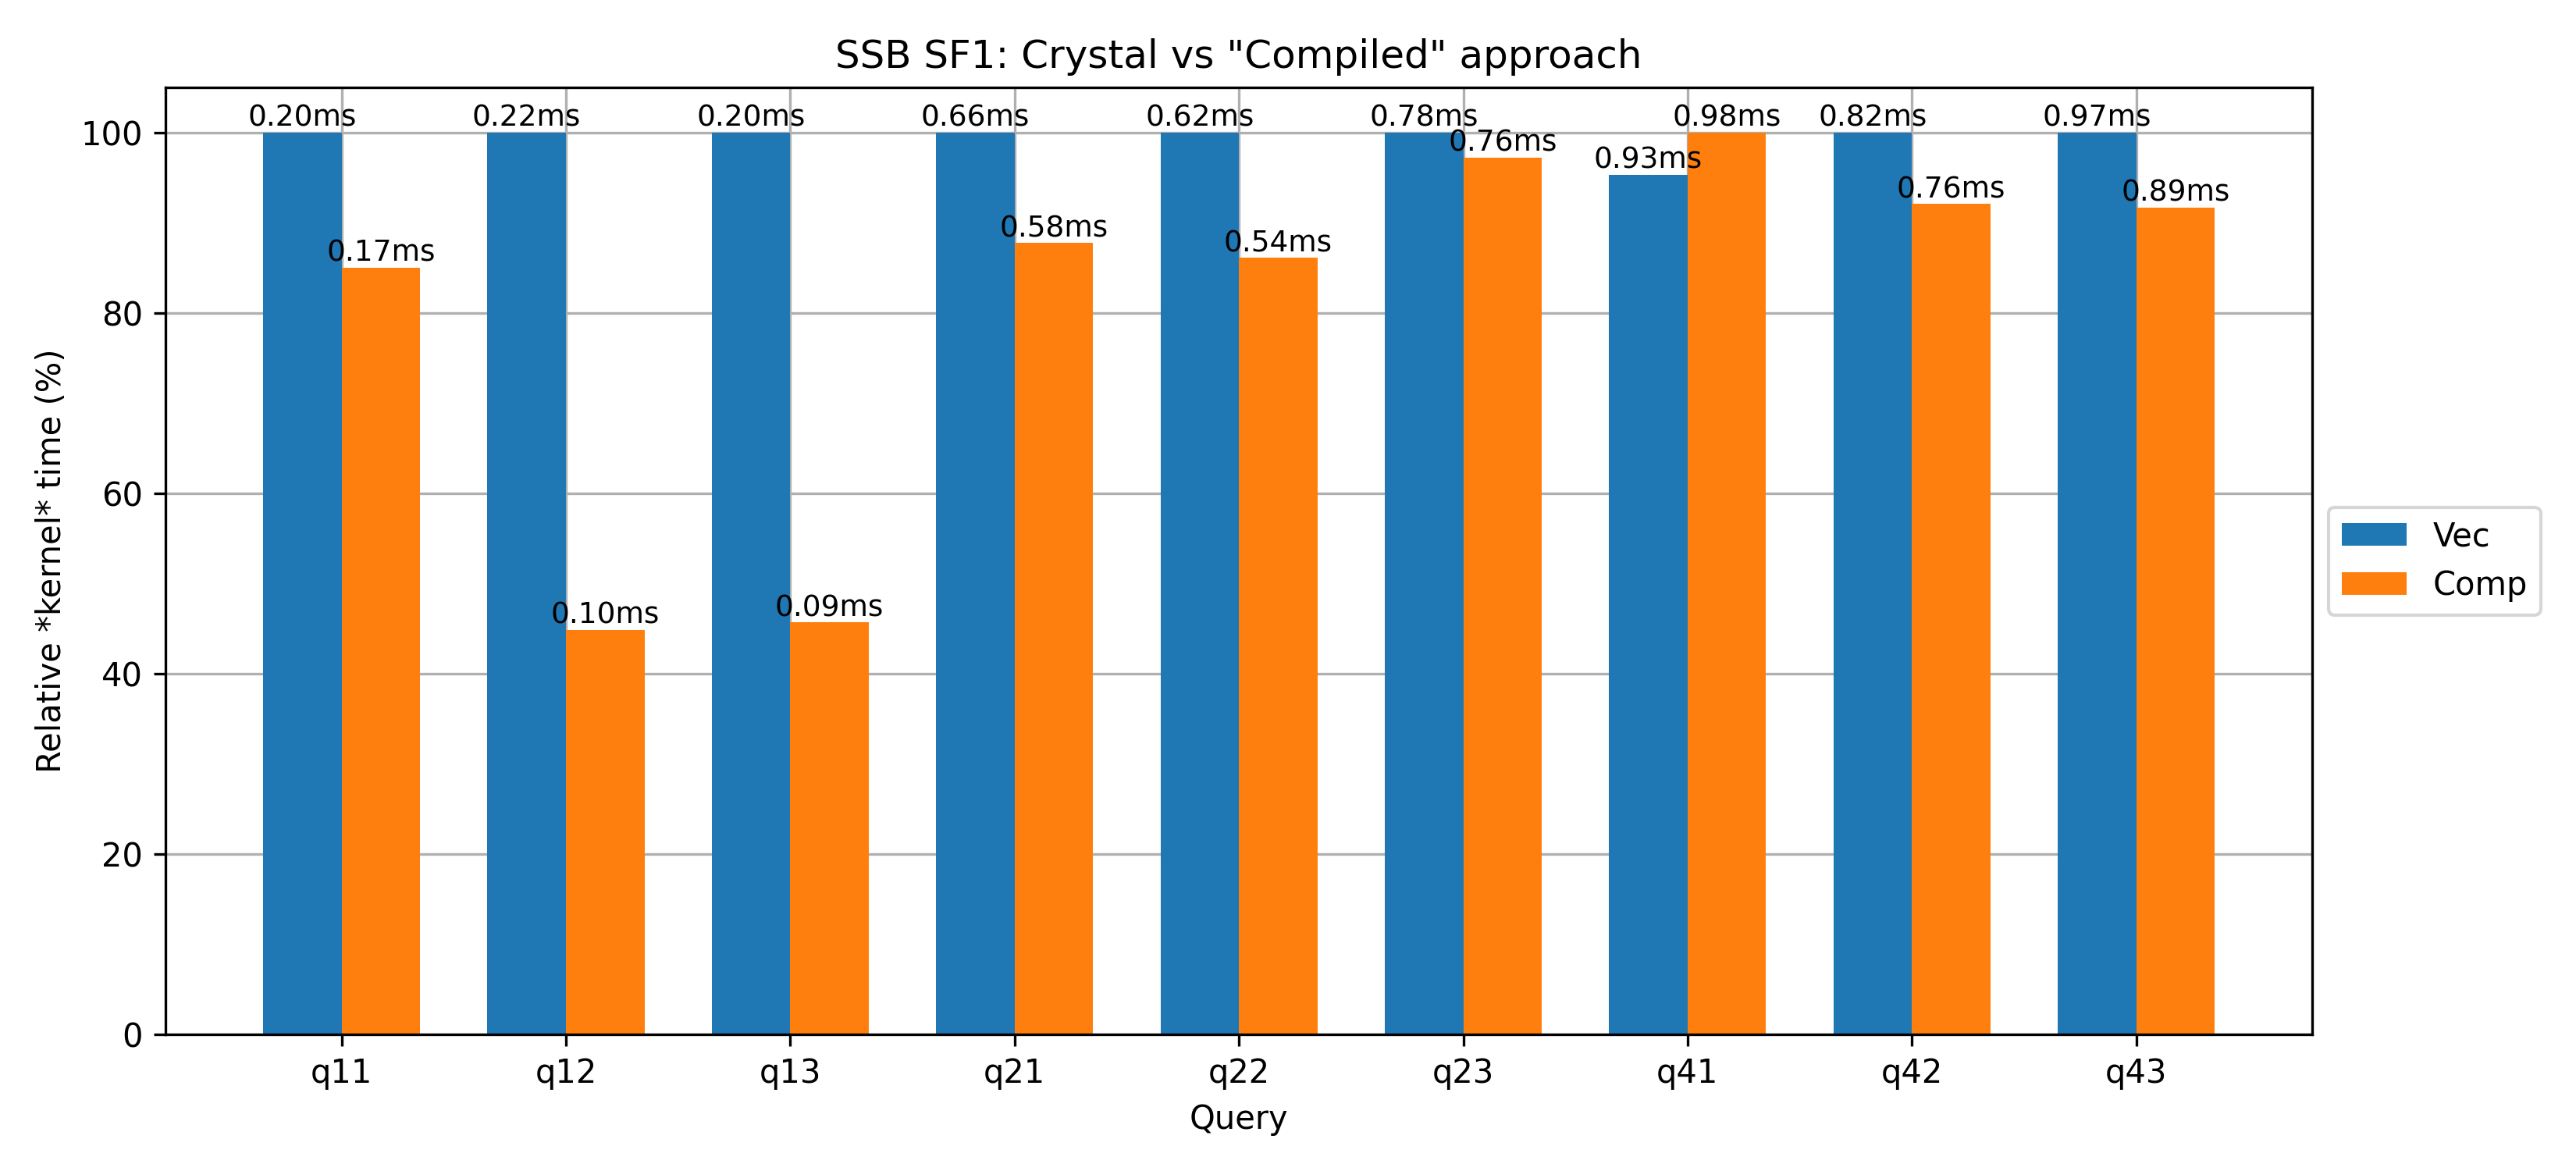 SSB SF1: Crystal vs "Compiled" approach
0.20ms 0.22ms 0.20ms 0.66ms 0.62ms 0.78ms 0.98ms 0.82ms 0.97ms
100
0.76ms
0.93ms
0.76ms 0.89ms
0.58ms
0.54ms
0.17ms
80
60
0.10ms 0.09ms
40
20
0
Relative *kernel* time (%)
q11 q12 q13 q21 q22 q23 q41 q42 q43
Query
Vec
Comp